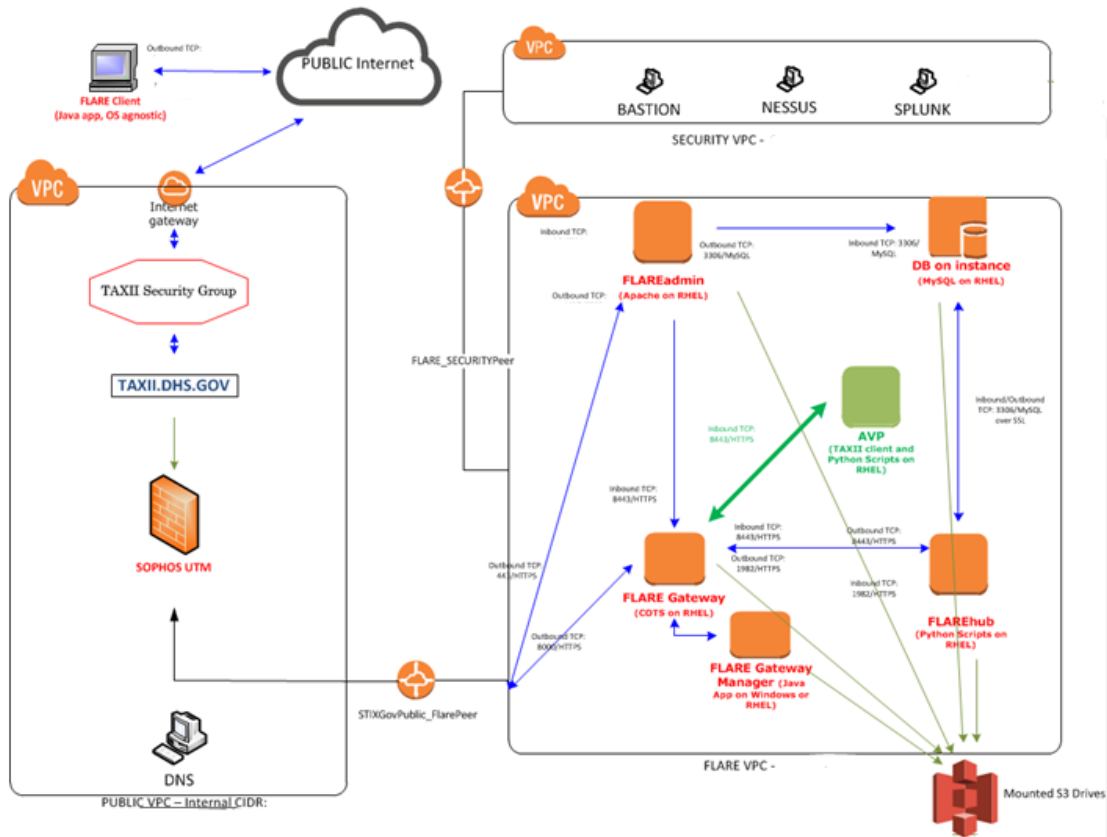 Outbound TCP:
FLARE Client
(Java app, OS agnostic)
PUBLIC Internet
VPC
BASTION
NESSUS
SPLUNK
SECURITY VPC -
VPC
Internet
gateway
TAXII Security Group
TAXII.DHS.GOV
SOPHOS UTM
DNS
PUBLIC VPC – Internal CIDR:
FLARE_SECURITYPeer
STIXGovPublic_FlarePeer
VPC
Inbound TCP:
Outbound TCP:
3306/MySQL
Inbound TCP: 3306/
MySQL
FLAREadmin
(Apache on RHEL)
DB on instance
(MySQL on RHEL)
Outbound TCP:
Inbound/Outbound
TCP: 3306/MySQL
over SSL
Inbound TCP:
8443/HTTPS
AVP
(TAXII client and
Python Scripts on
RHEL)
Inbound TCP:
8443/HTTPS
Inbound TCP:
8443/HTTPS
Outbound TCP:
8443/HTTPS
Outbound TCP:
1982/HTTPS
Inbound TCP:
1982/HTTPS
Outbound TCP:
443/HTTPS
FLARE Gateway
(COTS on RHEL)
FLAREhub
(Python Scripts on
RHEL)
Outbound TCP:
8000/HTTPS
FLARE Gateway
Manager (Java
App on Windows or
RHEL)
FLARE VPC -
Mounted S3 Drives